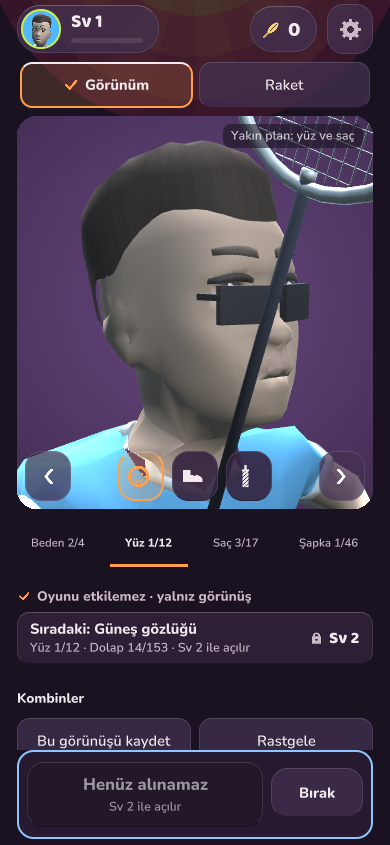 Sv 1
0
Görünüm
Raket
Yakın plan: yüz ve saç
Beden 2/4
Yüz 1/12
Saç 3/17
Şapka 1/46
Oyunu etkilemez · yalnız görünüş
Sıradaki: Güneş gözlüğü
Yüz 1/12 · Dolap 14/153 · Sv 2 ile açılır
Sv 2
Kombinler
Bu görünüşü kaydet
Rastgele
Henüz alınamaz
Sv 2 ile açılır
Bırak